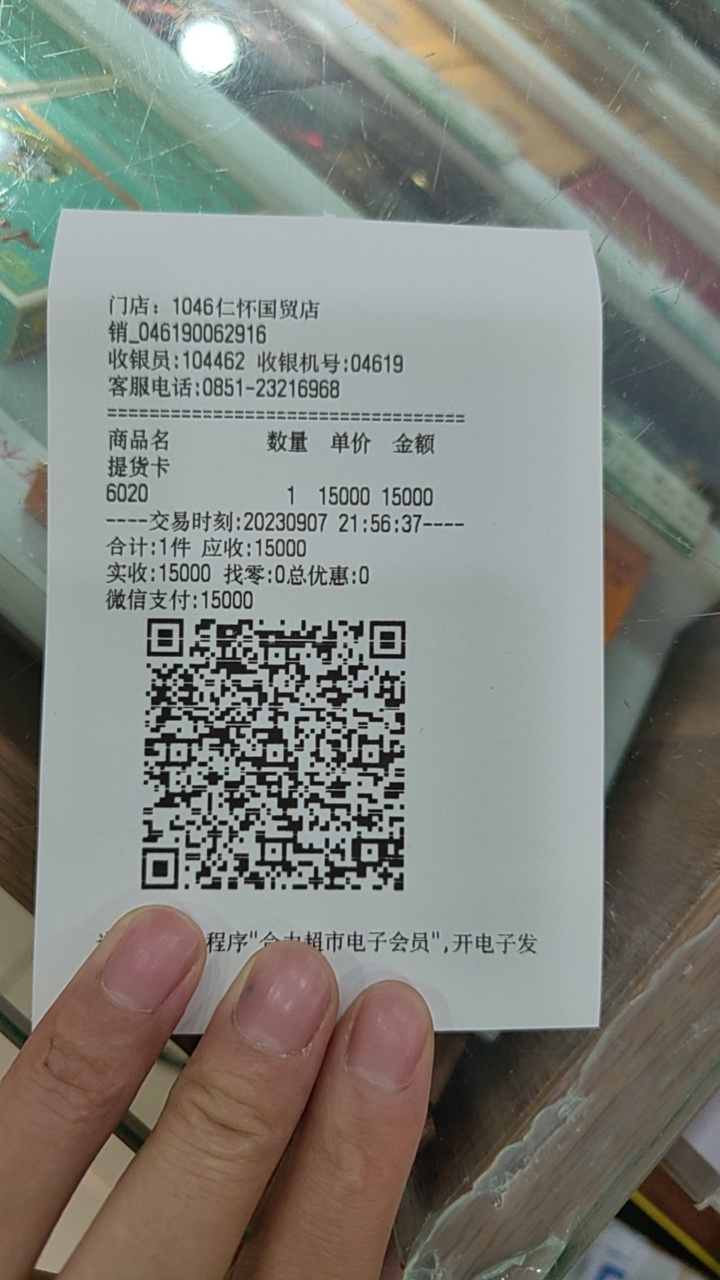 门店：1046仁怀国贸店
销_046190062916
收银员:104462 收银机号:04619
客服电话:0851-23216968
==================================
商品名 数量 单价 金额
提货卡
6020 1 15000 15000
----交易时刻:20230907 21:56:37----
合计:1件 应收:15000
实收:15000 找零:0总优惠:0
微信支付:15000
程序"合力超市电子会员",开电子发